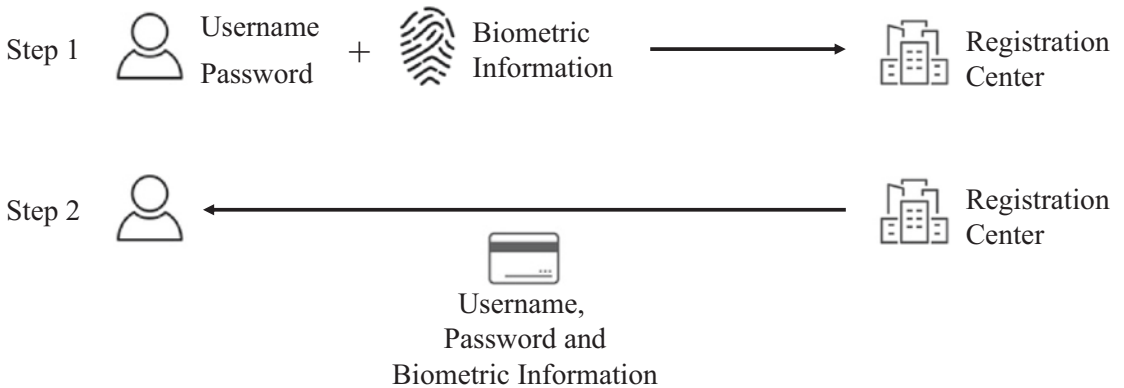 Step 1
Username
Password
+
Biometric
Information
Registration
Center
Step 2
Registration
Center
Username,
Password and
Biometric Information